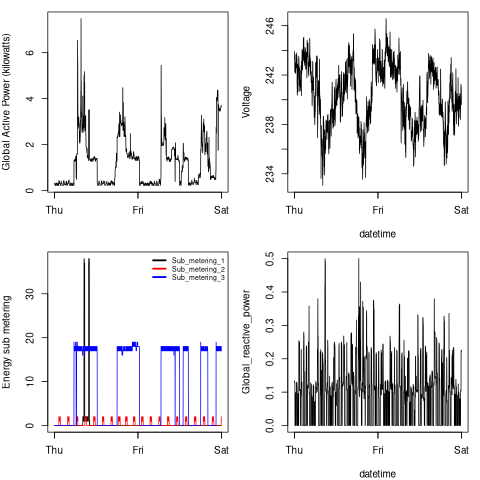 Global Active Power (kilowatts)
0 2 4 6
Thu Fri Sat
Voltage
234 238 242 246
Thu Fri Sat
datetime
Energy sub metering
0 10 20 30
Sub_metering_1
Sub_metering_2
Sub_metering_3
Thu Fri Sat
Global_reactive_power
0.0 0.1 0.2 0.3 0.4 0.5
Thu Fri Sat
datetime